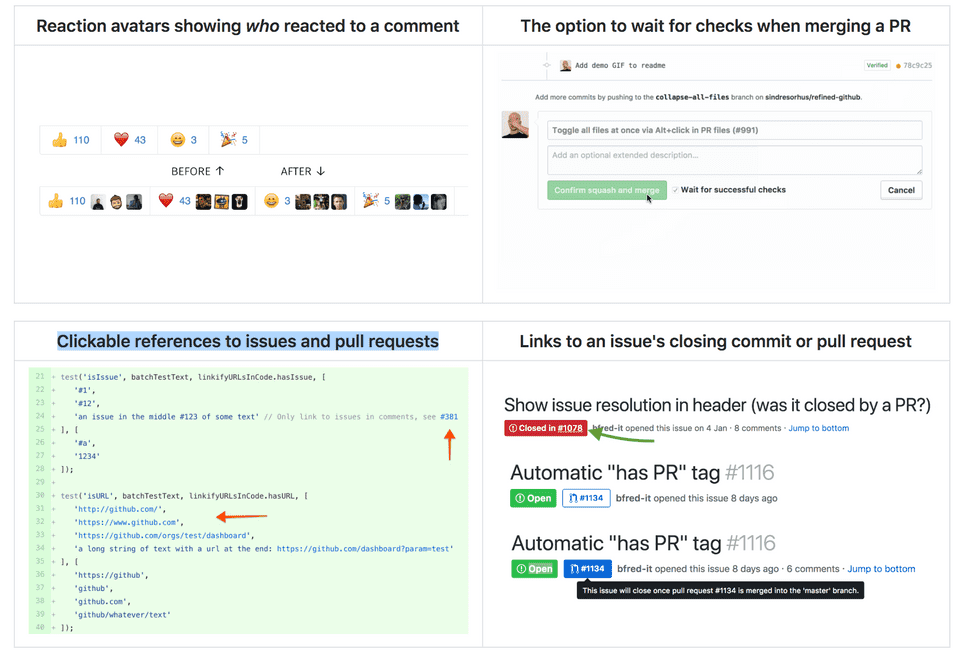 Reaction avatars showing who reacted to a comment
👍 110 ❤️ 43 😄 3 🎉 5
BEFORE ↑ AFTER ↓
👍 110 ❤️ 43 😄 3 🎉 5
The option to wait for checks when merging a PR
Add demo GIF to readme Verified 78c9c25
Add more commits by pushing to the collapse-all-files branch on sindresorhus/refined-github.
Toggle all files at once via Alt+click in PR files (#991)
Add an optional extended description...
Confirm squash and merge ✓ Wait for successful checks Cancel
Clickable references to issues and pull requests
21 + test('isIssue', batchTestText, linkifyURLsInCode.hasIssue, [
22 + '#1',
23 + '#12',
24 + 'an issue in the middle #123 of some text' // Only link to issues in comments, see #381
25 + ], [
26 + '#a',
27 + '1234'
28 + ]);
29 +
30 + test('isURL', batchTestText, linkifyURLsInCode.hasURL, [
31 + 'http://github.com/',
32 + 'https://www.github.com',
33 + 'https://github.com/orgs/test/dashboard',
34 + 'a long string of text with a url at the end: https://github.com/dashboard?param=test'
35 + ], [
36 + 'https://github',
37 + 'github',
38 + 'github.com',
39 + 'github/whatever/text'
40 + ]);
Links to an issue's closing commit or pull request
Show issue resolution in header (was it closed by a PR?)
Closed in #1078 bfred-it opened this issue on 4 Jan · 8 comments · Jump to bottom
Automatic "has PR" tag #1116
Open #1134 bfred-it opened this issue 8 days ago
Automatic "has PR" tag #1116
Open #1134 bfred-it opened this issue 8 days ago · 6 comments · Jump to bottom
This issue will close once pull request #1134 is merged into the 'master' branch.